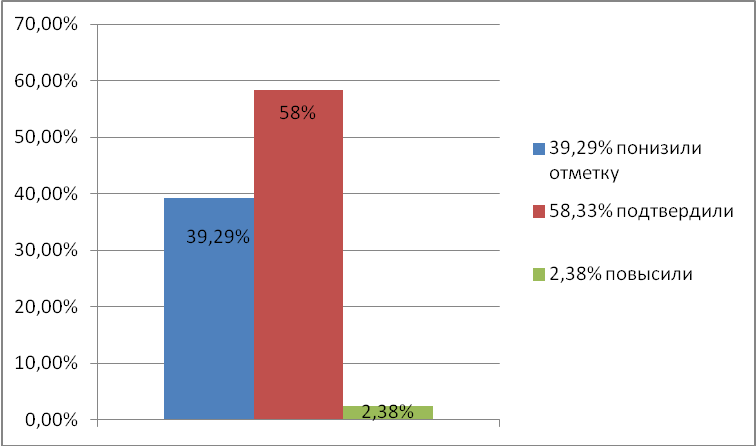 70,00%
60,00%
50,00%
40,00%
30,00%
20,00%
10,00%
0,00%
39,29%
58%
2,38%
39,29% понизили
отметку
58,33% подтвердили
2,38% повысили